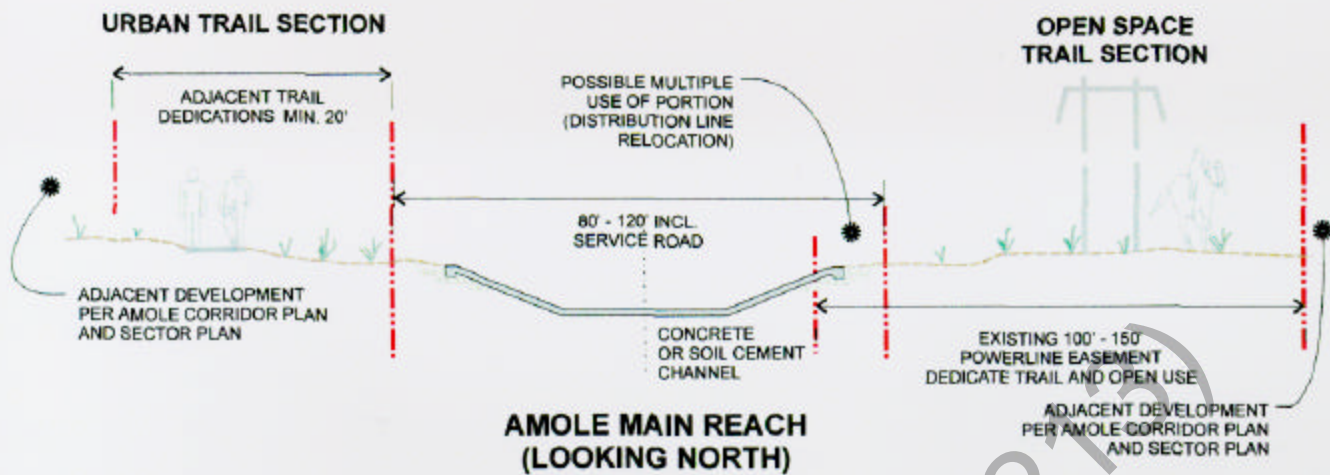 URBAN TRAIL SECTION
ADJACENT TRAIL
DEDICATIONS MIN. 20'
POSSIBLE MULTIPLE
USE OF PORTION
(DISTRIBUTION LINE
RELOCATION)
OPEN SPACE
TRAIL SECTION
80' - 120' INCL.
SERVICE ROAD
ADJACENT DEVELOPMENT
PER AMOLE CORRIDOR PLAN
AND SECTOR PLAN
CONCRETE
OR SOIL CEMENT
CHANNEL
EXISTING 100' - 150'
POWERLINE EASEMENT
DEDICATE TRAIL AND OPEN USE
ADJACENT DEVELOPMENT
PER AMOLE CORRIDOR PLAN
AND SECTOR PLAN
AMOLE MAIN REACH
(LOOKING NORTH)